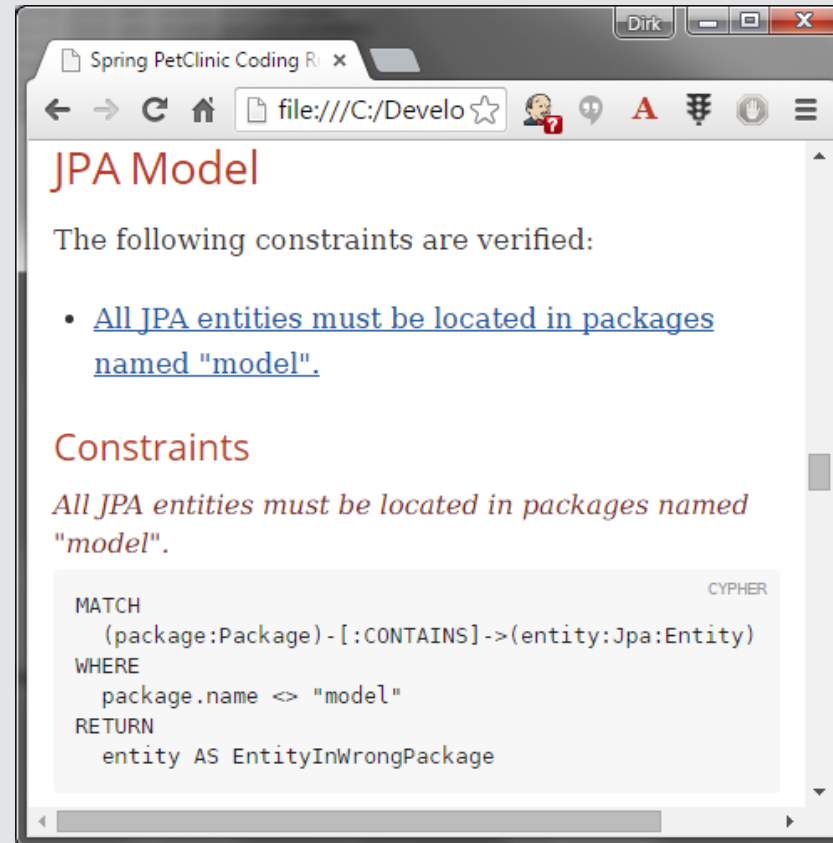 Dirk
Spring PetClinic Coding R
file:///C:/Develo
JPA Model
The following constraints are verified:
• All JPA entities must be located in packages
named "model".
Constraints
All JPA entities must be located in packages named
"model".
CYPHER
MATCH
  (package:Package)-[:CONTAINS]->(entity:Jpa:Entity)
WHERE
  package.name <> "model"
RETURN
  entity AS EntityInWrongPackage